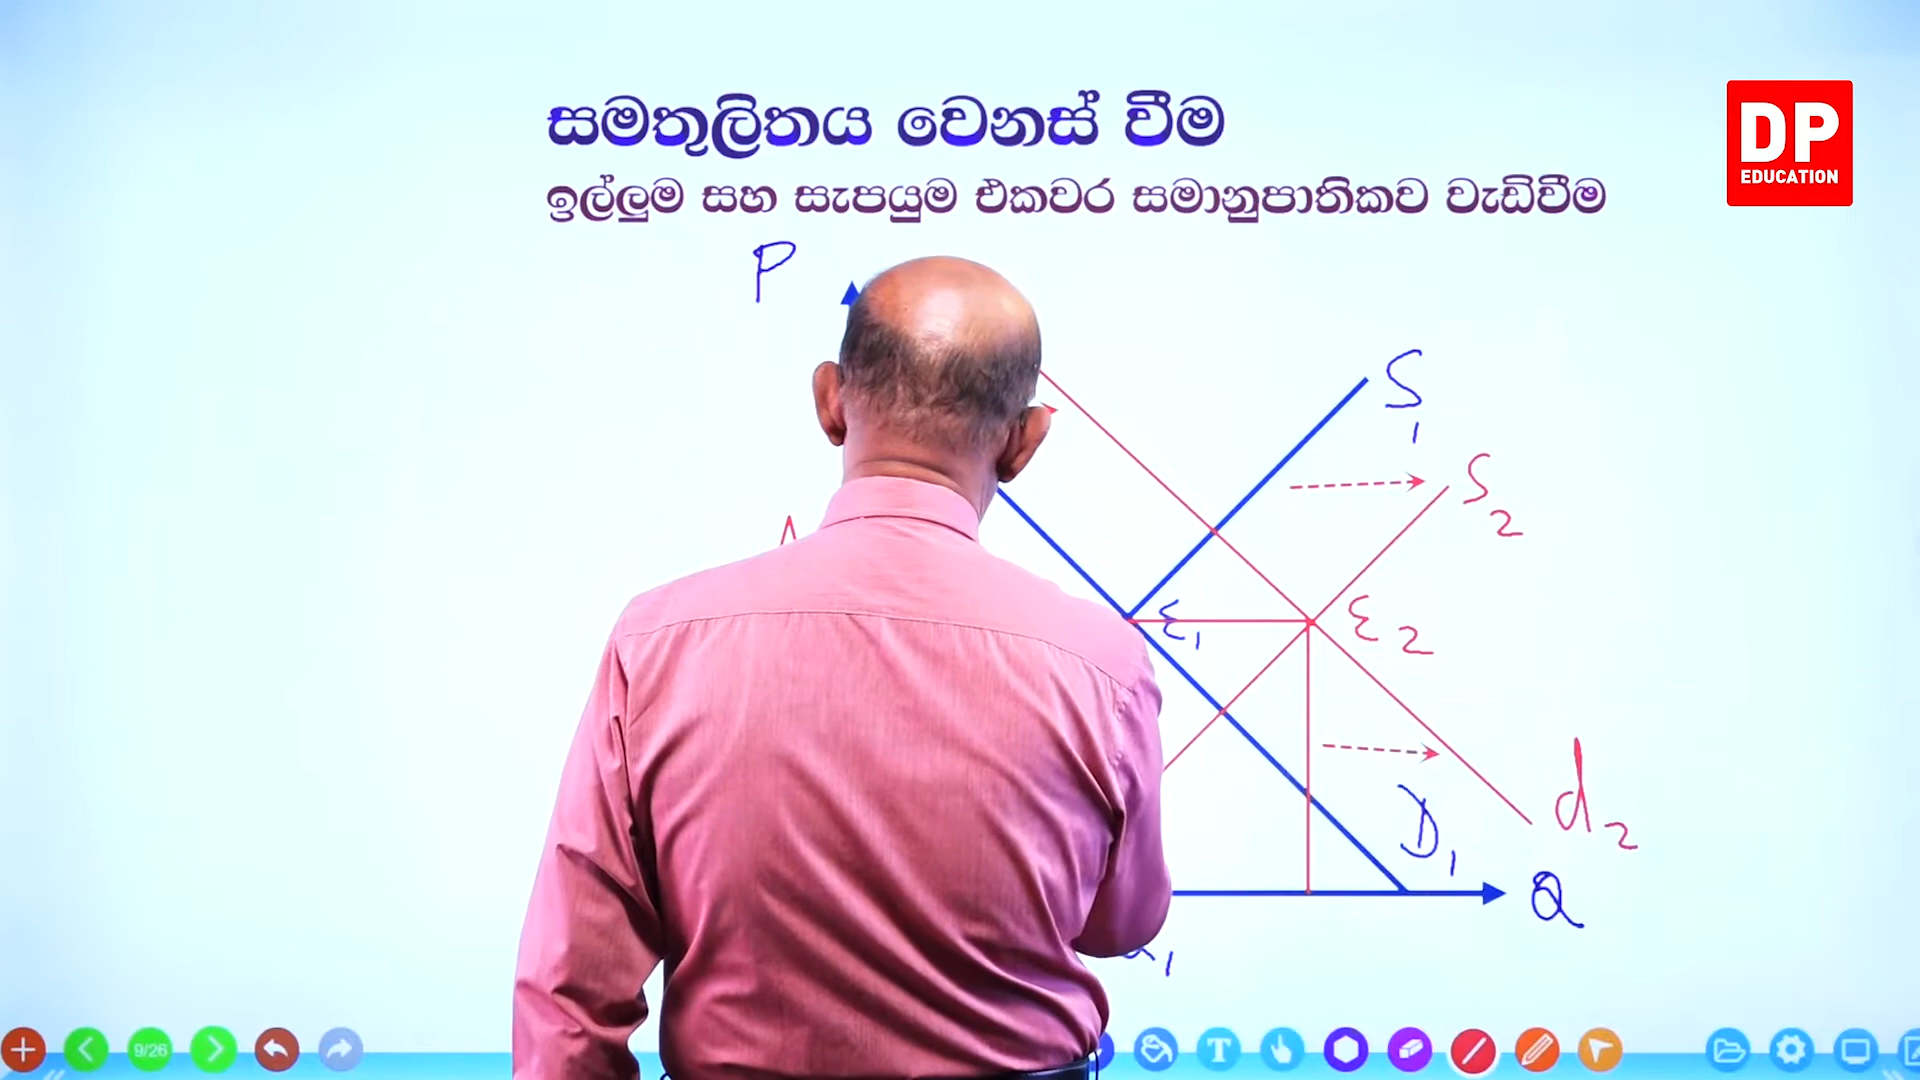 සමතුලිතය වෙනස් වීම
ඉල්ලුම සහ සැපයුම එකවර සමානුපාතිකව වැඩිවීම
DP
EDUCATION
P
S1
S2
E1
E2
d2
D1
Q
9/26
T